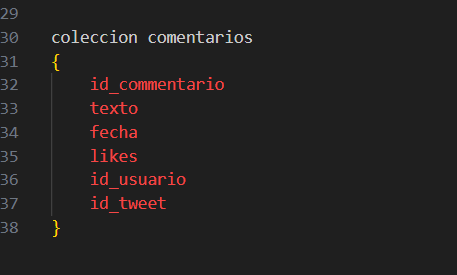 29
30 coleccion comentarios
31 {
32 id_commentario
33 texto
34 fecha
35 likes
36 id_usuario
37 id_tweet
38 }